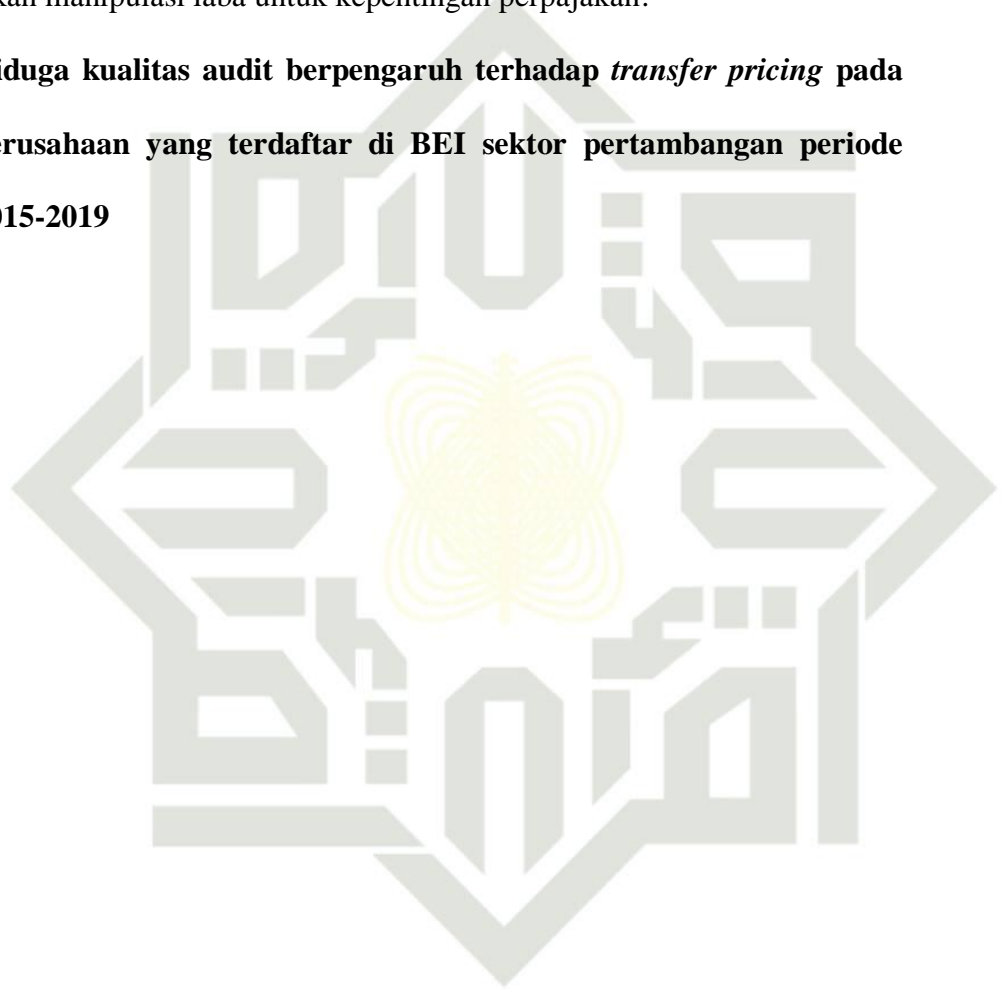 kan manipulasi laba untuk kepentingan perpajakan.
iduga kualitas audit berpengaruh terhadap transfer pricing pada
erusahaan yang terdaftar di BEI sektor pertambangan periode
015-2019